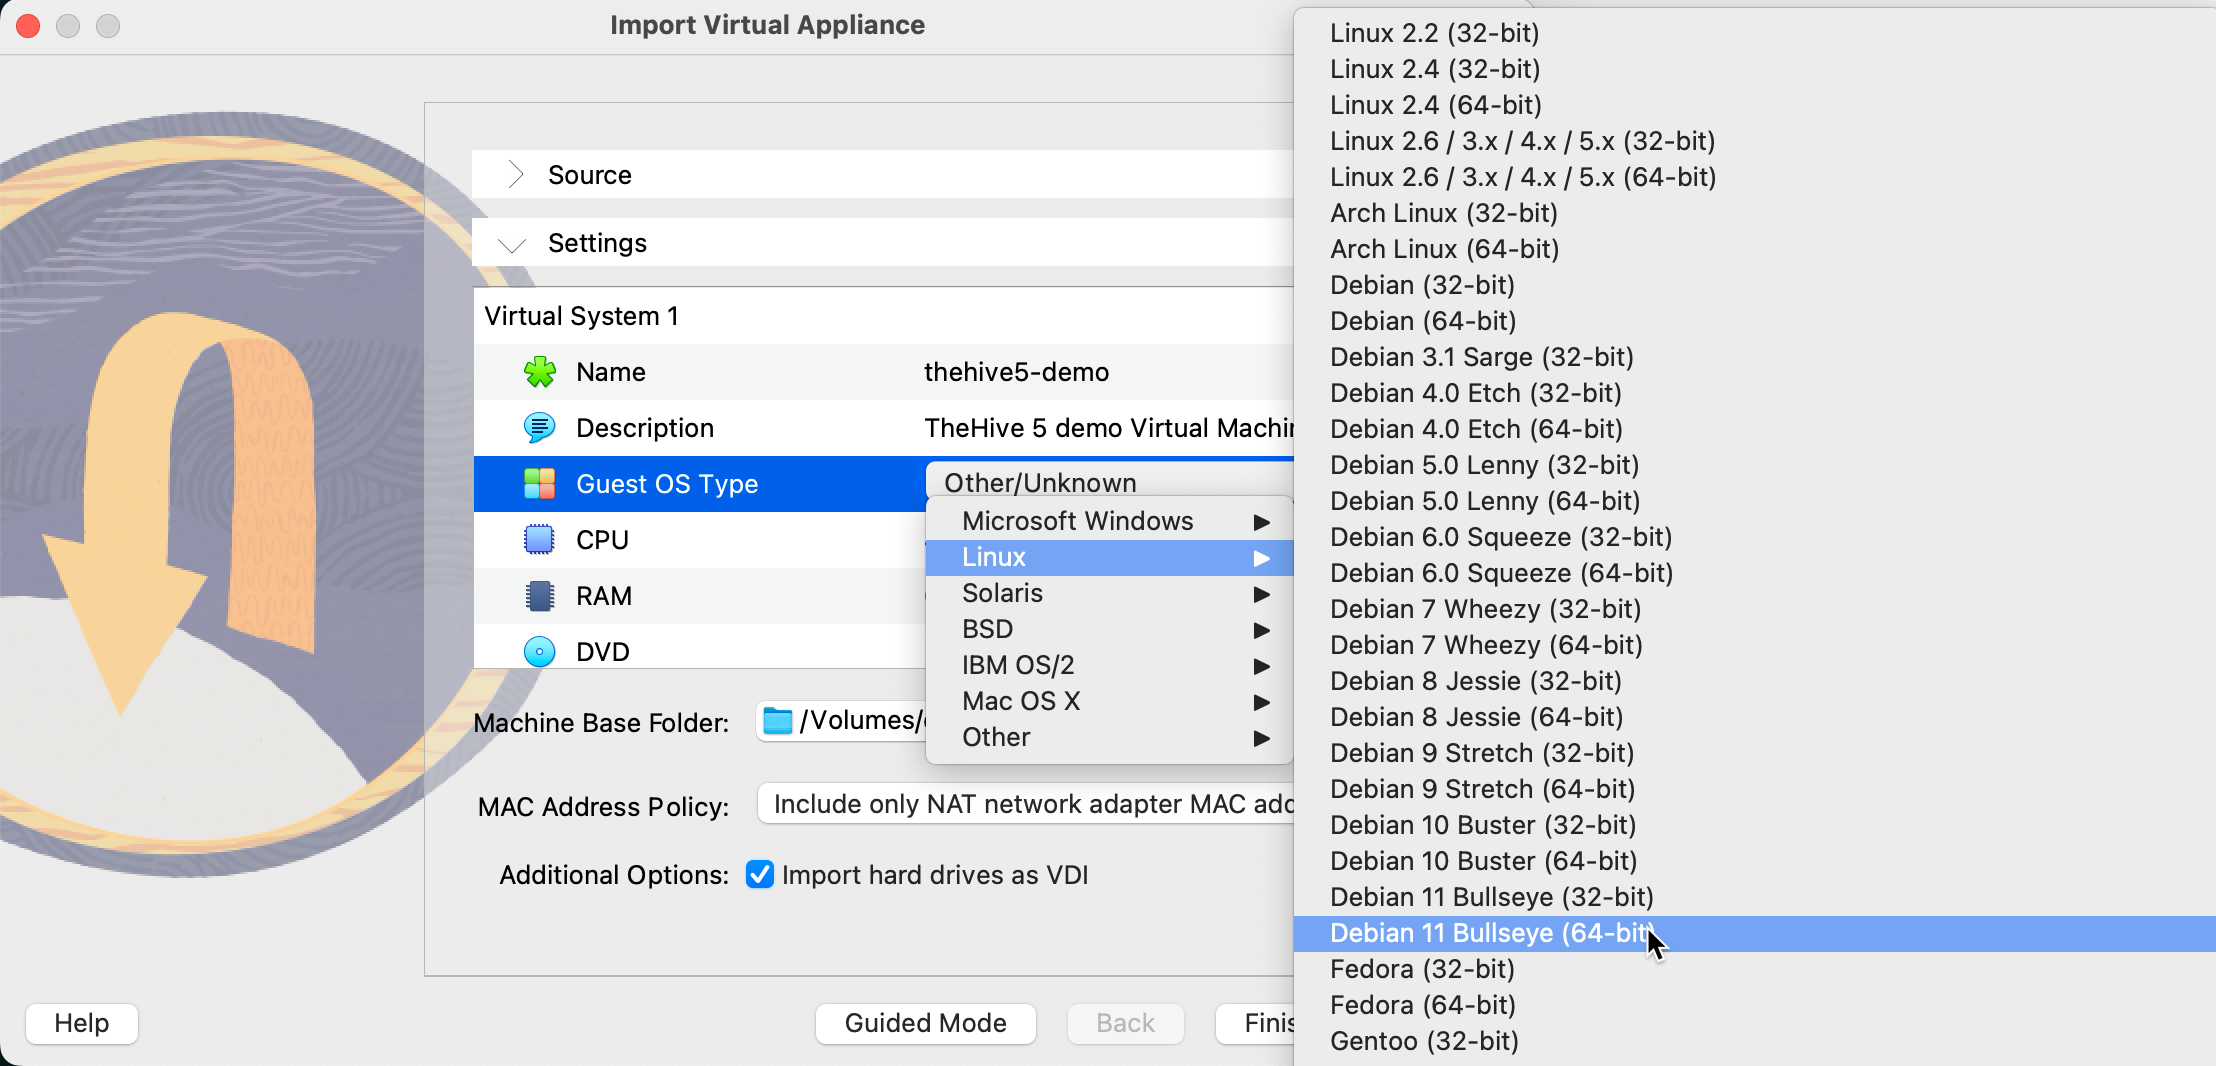 Import Virtual Appliance
Source
Settings
Virtual System 1
Name thehive5-demo
Description TheHive 5 demo Virtual
Guest OS Type Other/Unknown
CPU
RAM
DVD
Microsoft Windows
Linux
Solaris
BSD
IBM OS/2
Mac OS X
Other
Machine Base Folder: /Volumes/
MAC Address Policy: Include only NAT network adapter MAC
Additional Options: Import hard drives as VDI
Help
Guided Mode
Back
Linux 2.2 (32-bit)
Linux 2.4 (32-bit)
Linux 2.4 (64-bit)
Linux 2.6 / 3.x / 4.x / 5.x (32-bit)
Linux 2.6 / 3.x / 4.x / 5.x (64-bit)
Arch Linux (32-bit)
Arch Linux (64-bit)
Debian (32-bit)
Debian (64-bit)
Debian 3.1 Sarge (32-bit)
Debian 4.0 Etch (32-bit)
Debian 4.0 Etch (64-bit)
Debian 5.0 Lenny (32-bit)
Debian 5.0 Lenny (64-bit)
Debian 6.0 Squeeze (32-bit)
Debian 6.0 Squeeze (64-bit)
Debian 7 Wheezy (32-bit)
Debian 7 Wheezy (64-bit)
Debian 8 Jessie (32-bit)
Debian 8 Jessie (64-bit)
Debian 9 Stretch (32-bit)
Debian 9 Stretch (64-bit)
Debian 10 Buster (32-bit)
Debian 10 Buster (64-bit)
Debian 11 Bullseye (32-bit)
Debian 11 Bullseye (64-bit)
Fedora (32-bit)
Fedora (64-bit)
Gentoo (32-bit)